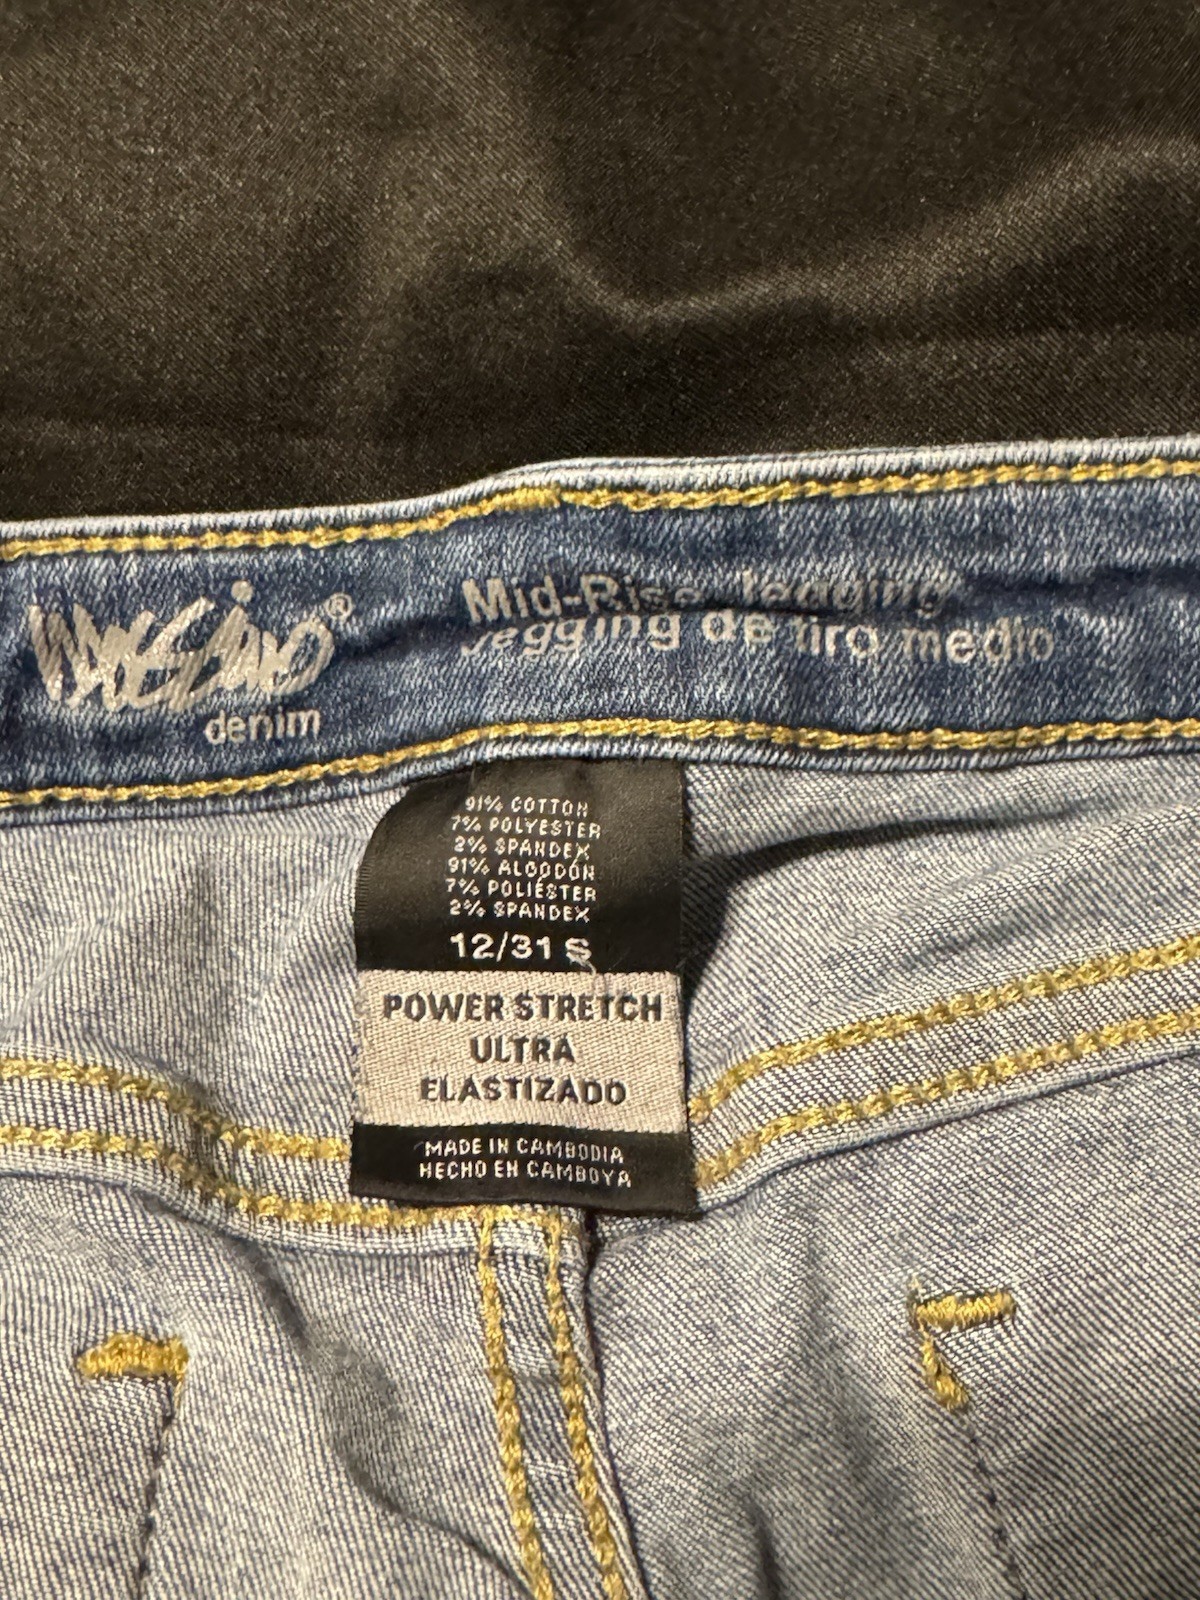 mossimo®
denim
Mid-Rise Jegging
jegging de tiro medio
91% COTTON
7% POLYESTER
2% SPANDEX
91% ALGODÓN
7% POLIÉSTER
2% SPANDEX
12/31 S
POWER STRETCH
ULTRA
ELASTIZADO
MADE IN CAMBODIA
HECHO EN CAMBOYA